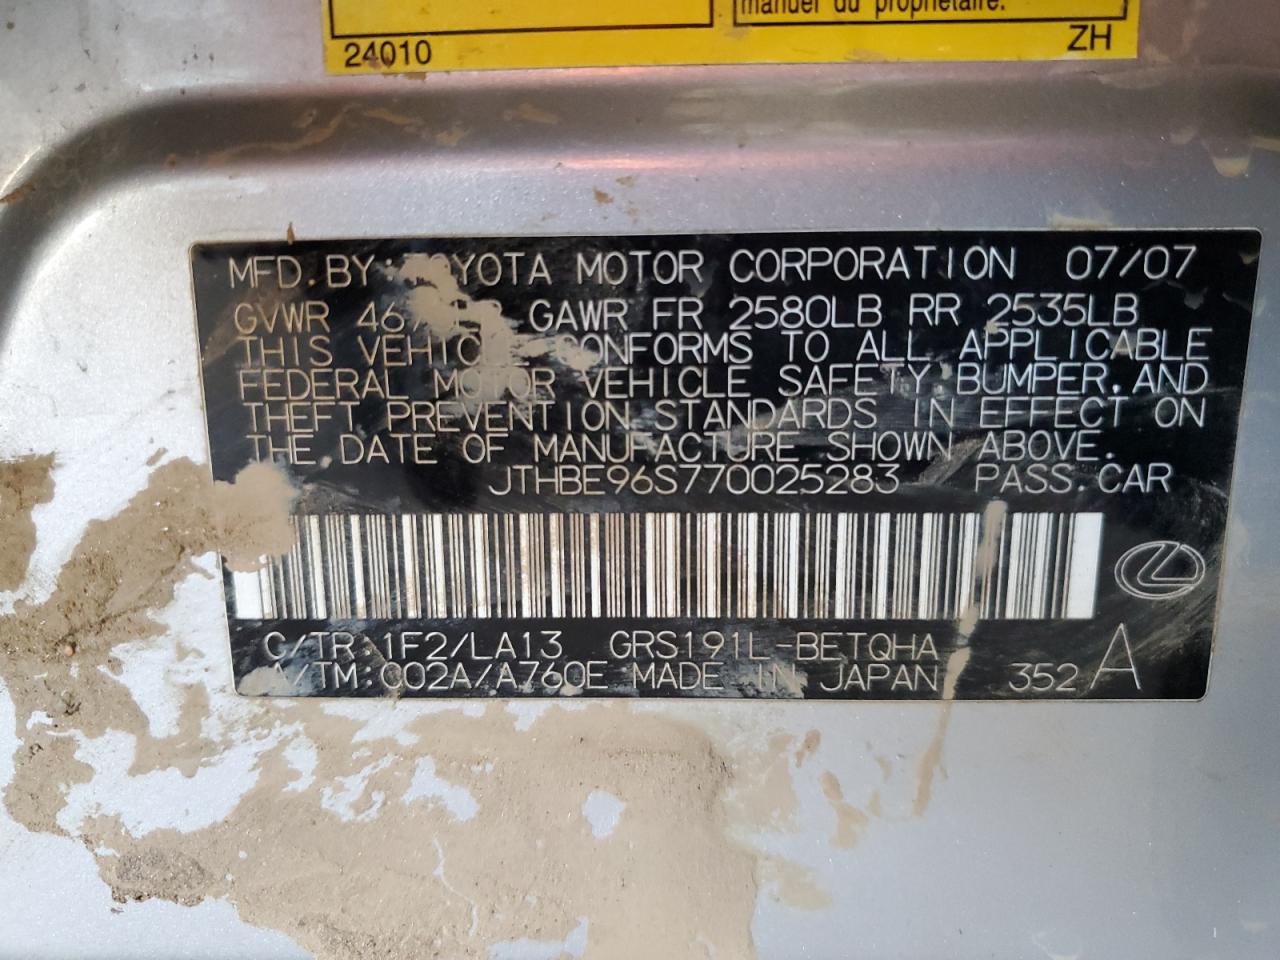 manuel du propriétaire.
24010 ZH
MFD. BY: TOYOTA MOTOR CORPORATION 07/07
GVWR GAWR FR 2580LB RR 2535LB
THIS VEHICLE CONFORMS TO ALL APPLICABLE
FEDERAL MOTOR VEHICLE SAFETY, BUMPER, AND
THEFT PREVENTION STANDARDS IN EFFECT ON
THE DATE OF MANUFACTURE SHOWN ABOVE.
JTHBE96S770025283 PASS. CAR
C/TR: 1F2/LA13 GRS191L-BETQHA
A/TM: C02A/A760E MADE IN JAPAN 352 A